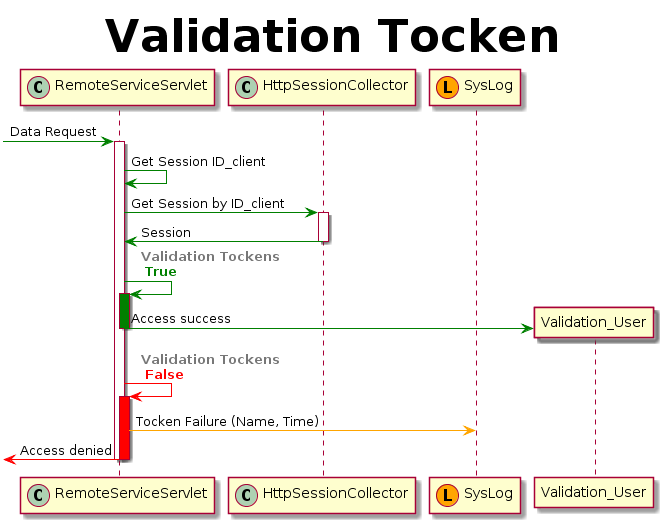 Validation Tocken
C RemoteServiceServlet
C HttpSessionCollector
L SysLog
Data Request
Get Session ID_client
Get Session by ID_client
Session
Validation Tockens
True
Access success
Validation_User
Validation Tockens
False
Tocken Failure (Name, Time)
Access denied
C RemoteServiceServlet
C HttpSessionCollector
L SysLog
Validation_User